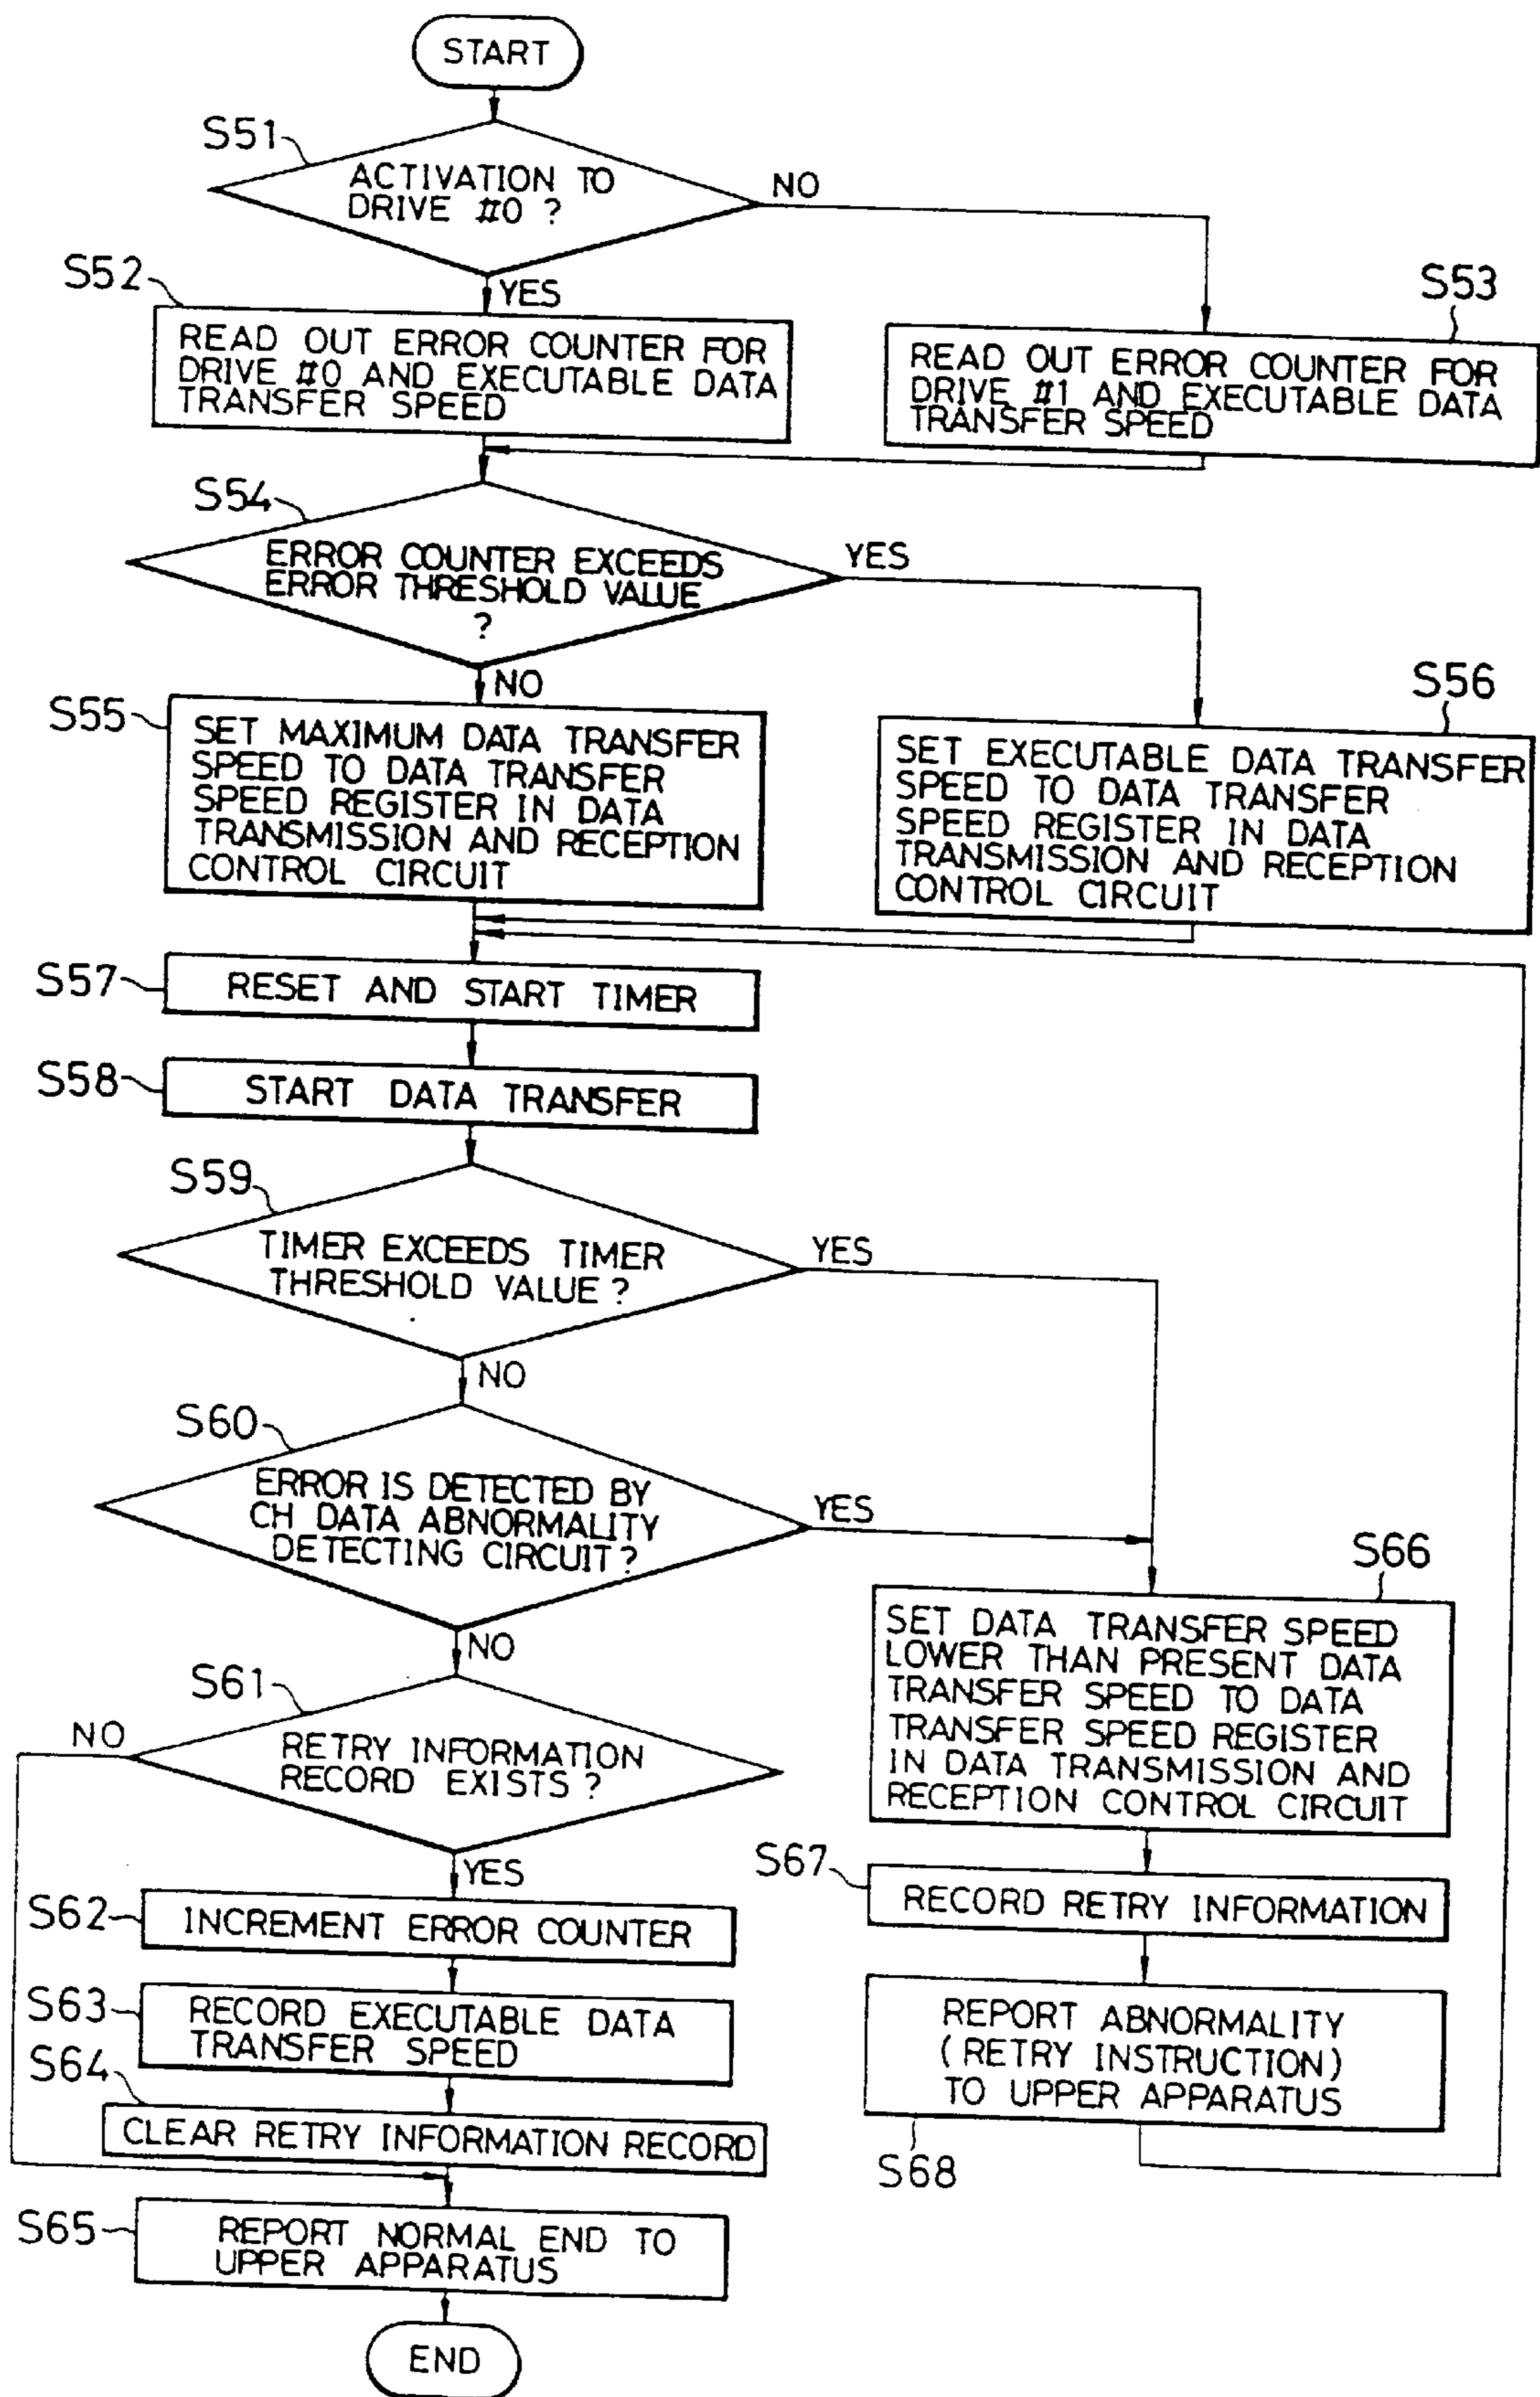 START
S51
ACTIVATION TO
DRIVE #0 ?
NO
YES
S52
READ OUT ERROR COUNTER FOR
DRIVE #0 AND EXECUTABLE DATA
TRANSFER SPEED
S53
READ OUT ERROR COUNTER FOR
DRIVE #1 AND EXECUTABLE DATA
TRANSFER SPEED
S54
ERROR COUNTER EXCEEDS
ERROR THRESHOLD VALUE
?
YES
NO
S55
SET MAXIMUM DATA TRANSFER
SPEED TO DATA TRANSFER
SPEED REGISTER IN DATA
TRANSMISSION AND RECEPTION
CONTROL CIRCUIT
S56
SET EXECUTABLE DATA TRANSFER
SPEED TO DATA TRANSFER
SPEED REGISTER IN DATA
TRANSMISSION AND RECEPTION
CONTROL CIRCUIT
S57
RESET AND START TIMER
S58
START DATA TRANSFER
S59
TIMER EXCEEDS TIMER
THRESHOLD VALUE ?
YES
NO
S60
ERROR IS DETECTED BY
CH DATA ABNORMALITY
DETECTING CIRCUIT ?
YES
NO
S61
RETRY INFORMATION
RECORD EXISTS ?
NO
YES
S62
INCREMENT ERROR COUNTER
S63
RECORD EXECUTABLE DATA
TRANSFER SPEED
S64
CLEAR RETRY INFORMATION RECORD
S65
REPORT NORMAL END TO
UPPER APPARATUS
END
S66
SET DATA TRANSFER SPEED
LOWER THAN PRESENT DATA
TRANSFER SPEED TO DATA
TRANSFER SPEED REGISTER
IN DATA TRANSMISSION AND
RECEPTION CONTROL CIRCUIT
S67
RECORD RETRY INFORMATION
REPORT ABNORMALITY
( RETRY INSTRUCTION )
TO UPPER APPARATUS
S68